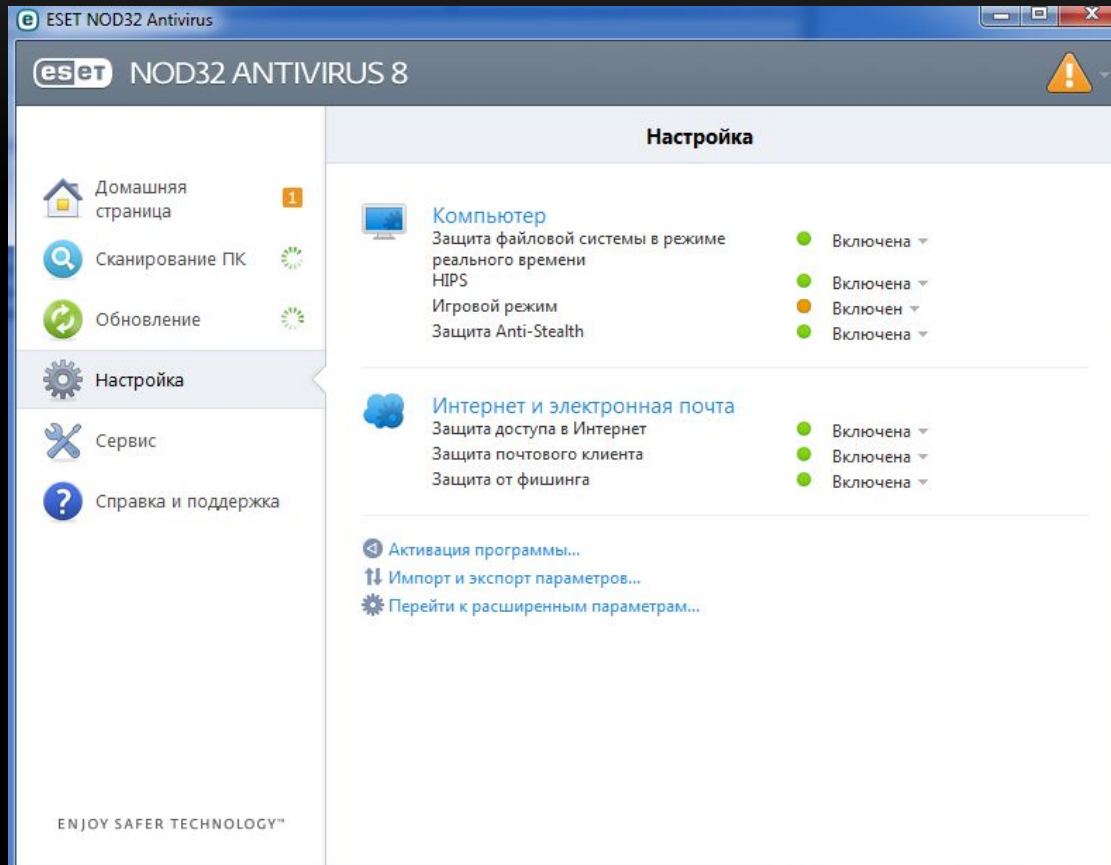 ESET NOD32 Antivirus
eset NOD32 ANTIVIRUS 8
Домашняя
страница
1
Сканирование ПК
Обновление
Настройка
Сервис
Справка и поддержка
ENJOY SAFER TECHNOLOGY™
Настройка
Компьютер
Защита файловой системы в режиме
реального времени
Включена
HIPS
Включена
Игровой режим
Включен
Защита Anti-Stealth
Включена
Интернет и электронная почта
Защита доступа в Интернет
Включена
Защита почтового клиента
Включена
Защита от фишинга
Включена
Активация программы...
Импорт и экспорт параметров...
Перейти к расширенным параметрам...